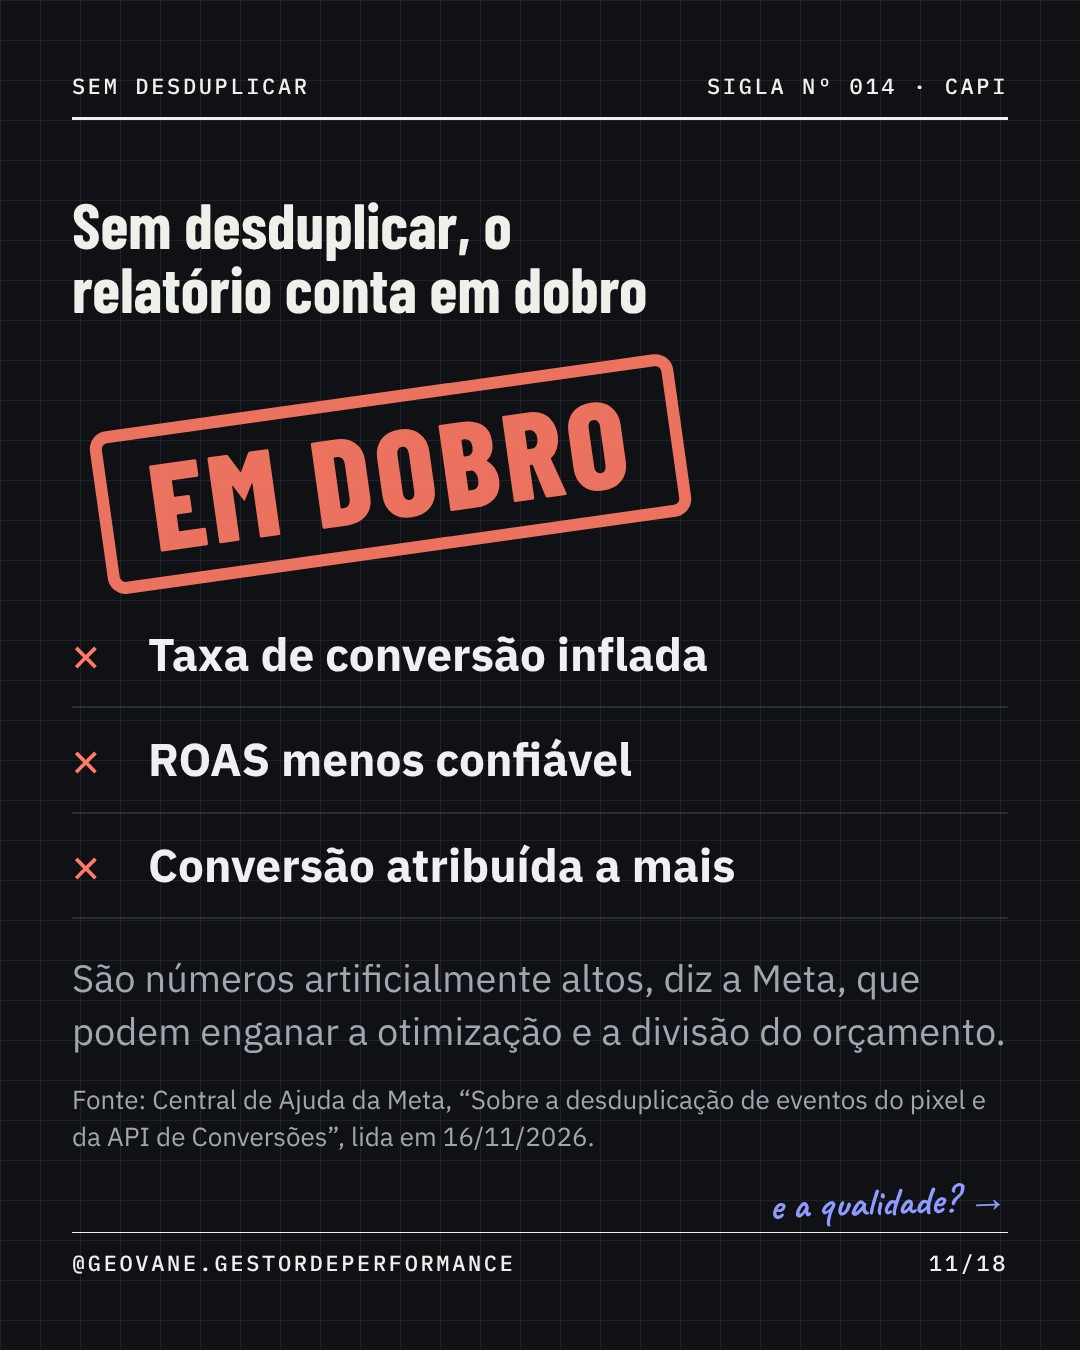 SEM DESDUPLICAR
SIGLA Nº 014 · CAPI
Sem desduplicar, o
relatório conta em dobro
EM DOBRO
× Taxa de conversão inflada
× ROAS menos confiável
× Conversão atribuída a mais
São números artificialmente altos, diz a Meta, que
podem enganar a otimização e a divisão do orçamento.
Fonte: Central de Ajuda da Meta, “Sobre a desduplicação de eventos do pixel e
da API de Conversões”, lida em 16/11/2026.
e a qualidade? →
@GEOVANE.GESTORDEPERFORMANCE
11/18